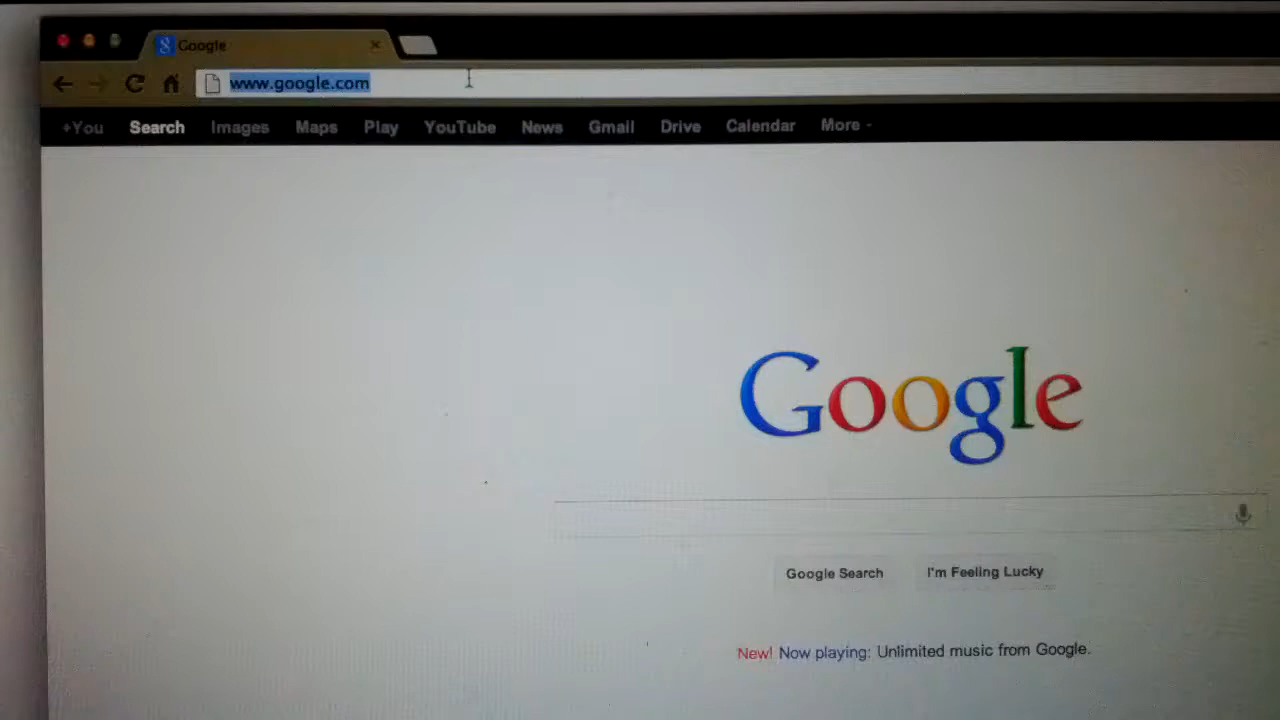 Google
www.google.com
+You Search Images Maps Play YouTube News Gmail Drive Calendar More
Google
Google Search I'm Feeling Lucky
New! Now playing: Unlimited music from Google.